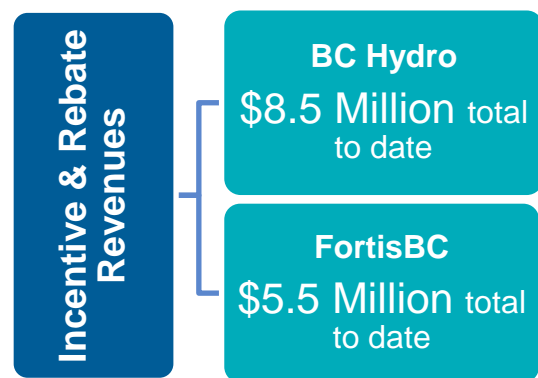 Incentive & Rebate
Revenues
BC Hydro
$8.5 Million total
to date
FortisBC
$5.5 Million total
to date